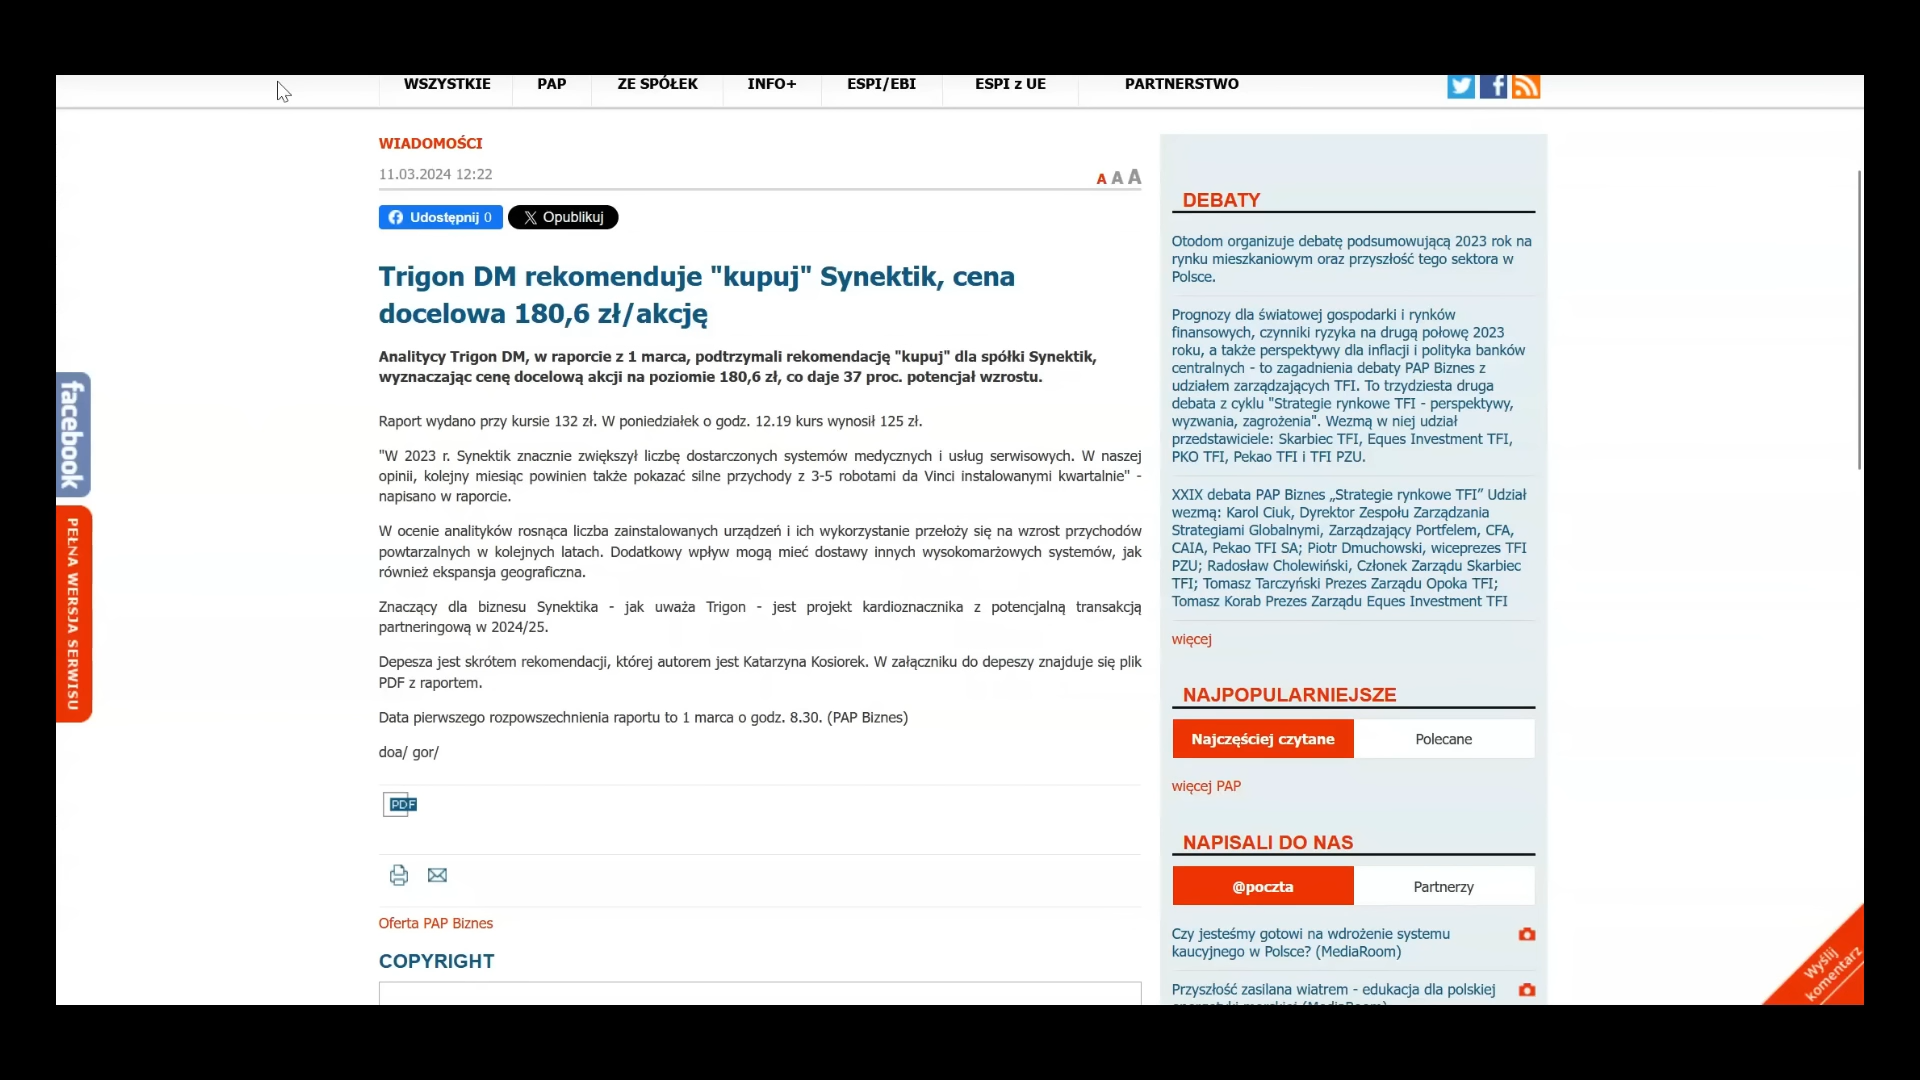 WSZYSTKIE PAP ZE SPÓŁEK INFO+ ESPI/EBI ESPI z UE PARTNERSTWO
WIADOMOŚCI
11.03.2024 12:22
A A A
Udostępnij 0 Opublikuj
Trigon DM rekomenduje "kupuj" Synektik, cena
docelowa 180,6 zł/akcję
Analitycy Trigon DM, w raporcie z 1 marca, podtrzymali rekomendację "kupuj" dla spółki Synektik,
wyznaczając cenę docelową akcji na poziomie 180,6 zł, co daje 37 proc. potencjał wzrostu.
Raport wydano przy kursie 132 zł. W poniedziałek o godz. 12.19 kurs wynosił 125 zł.
"W 2023 r. Synektik znacznie zwiększył liczbę dostarczonych systemów medycznych i usług serwisowych. W naszej
opinii, kolejny miesiąc powinien także pokazać silne przychody z 3-5 robotami da Vinci instalowanymi kwartalnie" -
napisano w raporcie.
W ocenie analityków rosnąca liczba zainstalowanych urządzeń i ich wykorzystanie przełoży się na wzrost przychodów
powtarzalnych w kolejnych latach. Dodatkowy wpływ mogą mieć dostawy innych wysokomarżowych systemów, jak
również ekspansja geograficzna.
Znaczący dla biznesu Synektika - jak uważa Trigon - jest projekt kardioznacznika z potencjalną transakcją
partneringową w 2024/25.
Depesza jest skrótem rekomendacji, której autorem jest Katarzyna Kosiorek. W załączniku do depeszy znajduje się plik
PDF z raportem.
Data pierwszego rozpowszechnienia raportu to 1 marca o godz. 8.30. (PAP Biznes)
doa/ gor/
PDF
Oferta PAP Biznes
COPYRIGHT
facebook
PEŁNA WERSJA SERWISU
DEBATY
Otodom organizuje debatę podsumowującą 2023 rok na
rynku mieszkaniowym oraz przyszłość tego sektora w
Polsce.
Prognozy dla światowej gospodarki i rynków
finansowych, czynniki ryzyka na drugą połowę 2023
roku, a także perspektywy dla inflacji i polityka banków
centralnych - to zagadnienia debaty PAP Biznes z
udziałem zarządzających TFI. To trzydziesta druga
debata z cyklu "Strategie rynkowe TFI - perspektywy,
wyzwania, zagrożenia". Wezmą w niej udział
przedstawiciele: Skarbiec TFI, Eques Investment TFI,
PKO TFI, Pekao TFI i TFI PZU.
XXIX debata PAP Biznes „Strategie rynkowe TFI” Udział
wezmą: Karol Ciuk, Dyrektor Zespołu Zarządzania
Strategiami Globalnymi, Zarządzający Portfelem, CFA,
CAIA, Pekao TFI SA; Piotr Dmuchowski, wiceprezes TFI
PZU; Radosław Cholewiński, Członek Zarządu Skarbiec
TFI; Tomasz Tarczyński Prezes Zarządu Opoka TFI;
Tomasz Korab Prezes Zarządu Eques Investment TFI
więcej
NAJPOPULARNIEJSZE
Najczęściej czytane Polecane
więcej PAP
NAPISALI DO NAS
@poczta Partnerzy
Czy jesteśmy gotowi na wdrożenie systemu
kaucyjnego w Polsce? (MediaRoom)
Przyszłość zasilana wiatrem - edukacja dla polskiej
Wyślij
komentarz